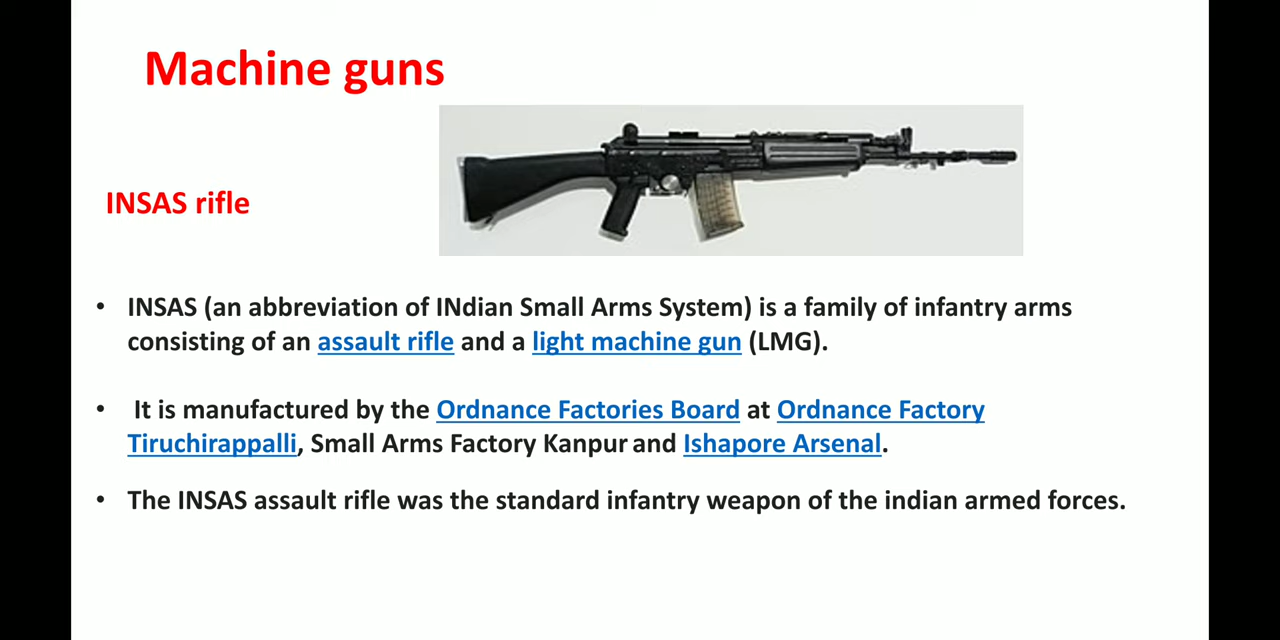 Machine guns
INSAS rifle
• INSAS (an abbreviation of INdian Small Arms System) is a family of infantry arms
consisting of an assault rifle and a light machine gun (LMG).
• It is manufactured by the Ordnance Factories Board at Ordnance Factory
Tiruchirappalli, Small Arms Factory Kanpur and Ishapore Arsenal.
• The INSAS assault rifle was the standard infantry weapon of the indian armed forces.